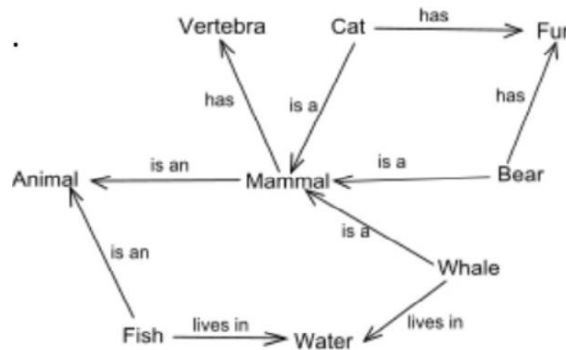 Vertebra Cat has Fur
has is a has
Animal is an Mammal is a Bear
is an is a
Whale
Fish lives in Water lives in